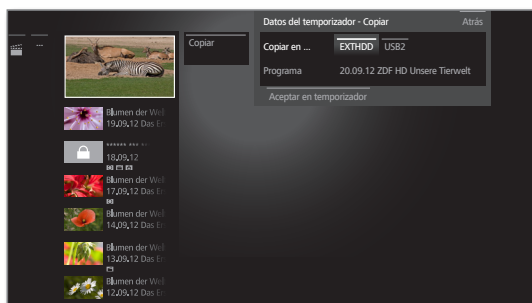 Datos del temporizador - Copiar Atrás
...
Copiar
Copiar en ... EXTHDD USB2
Programa 20.09.12 ZDF HD Unsere Tierwelt
Aceptar en temporizador
Blumen der Wel
19.09.12 Das Er
****** *** **
18.09.12
Blumen der Wel
17.09.12 Das Er
Blumen der Wel
14.09.12 Das Er
Blumen der Wel
13.09.12 Das Er
Blumen der Wel
12.09.12 Das Er